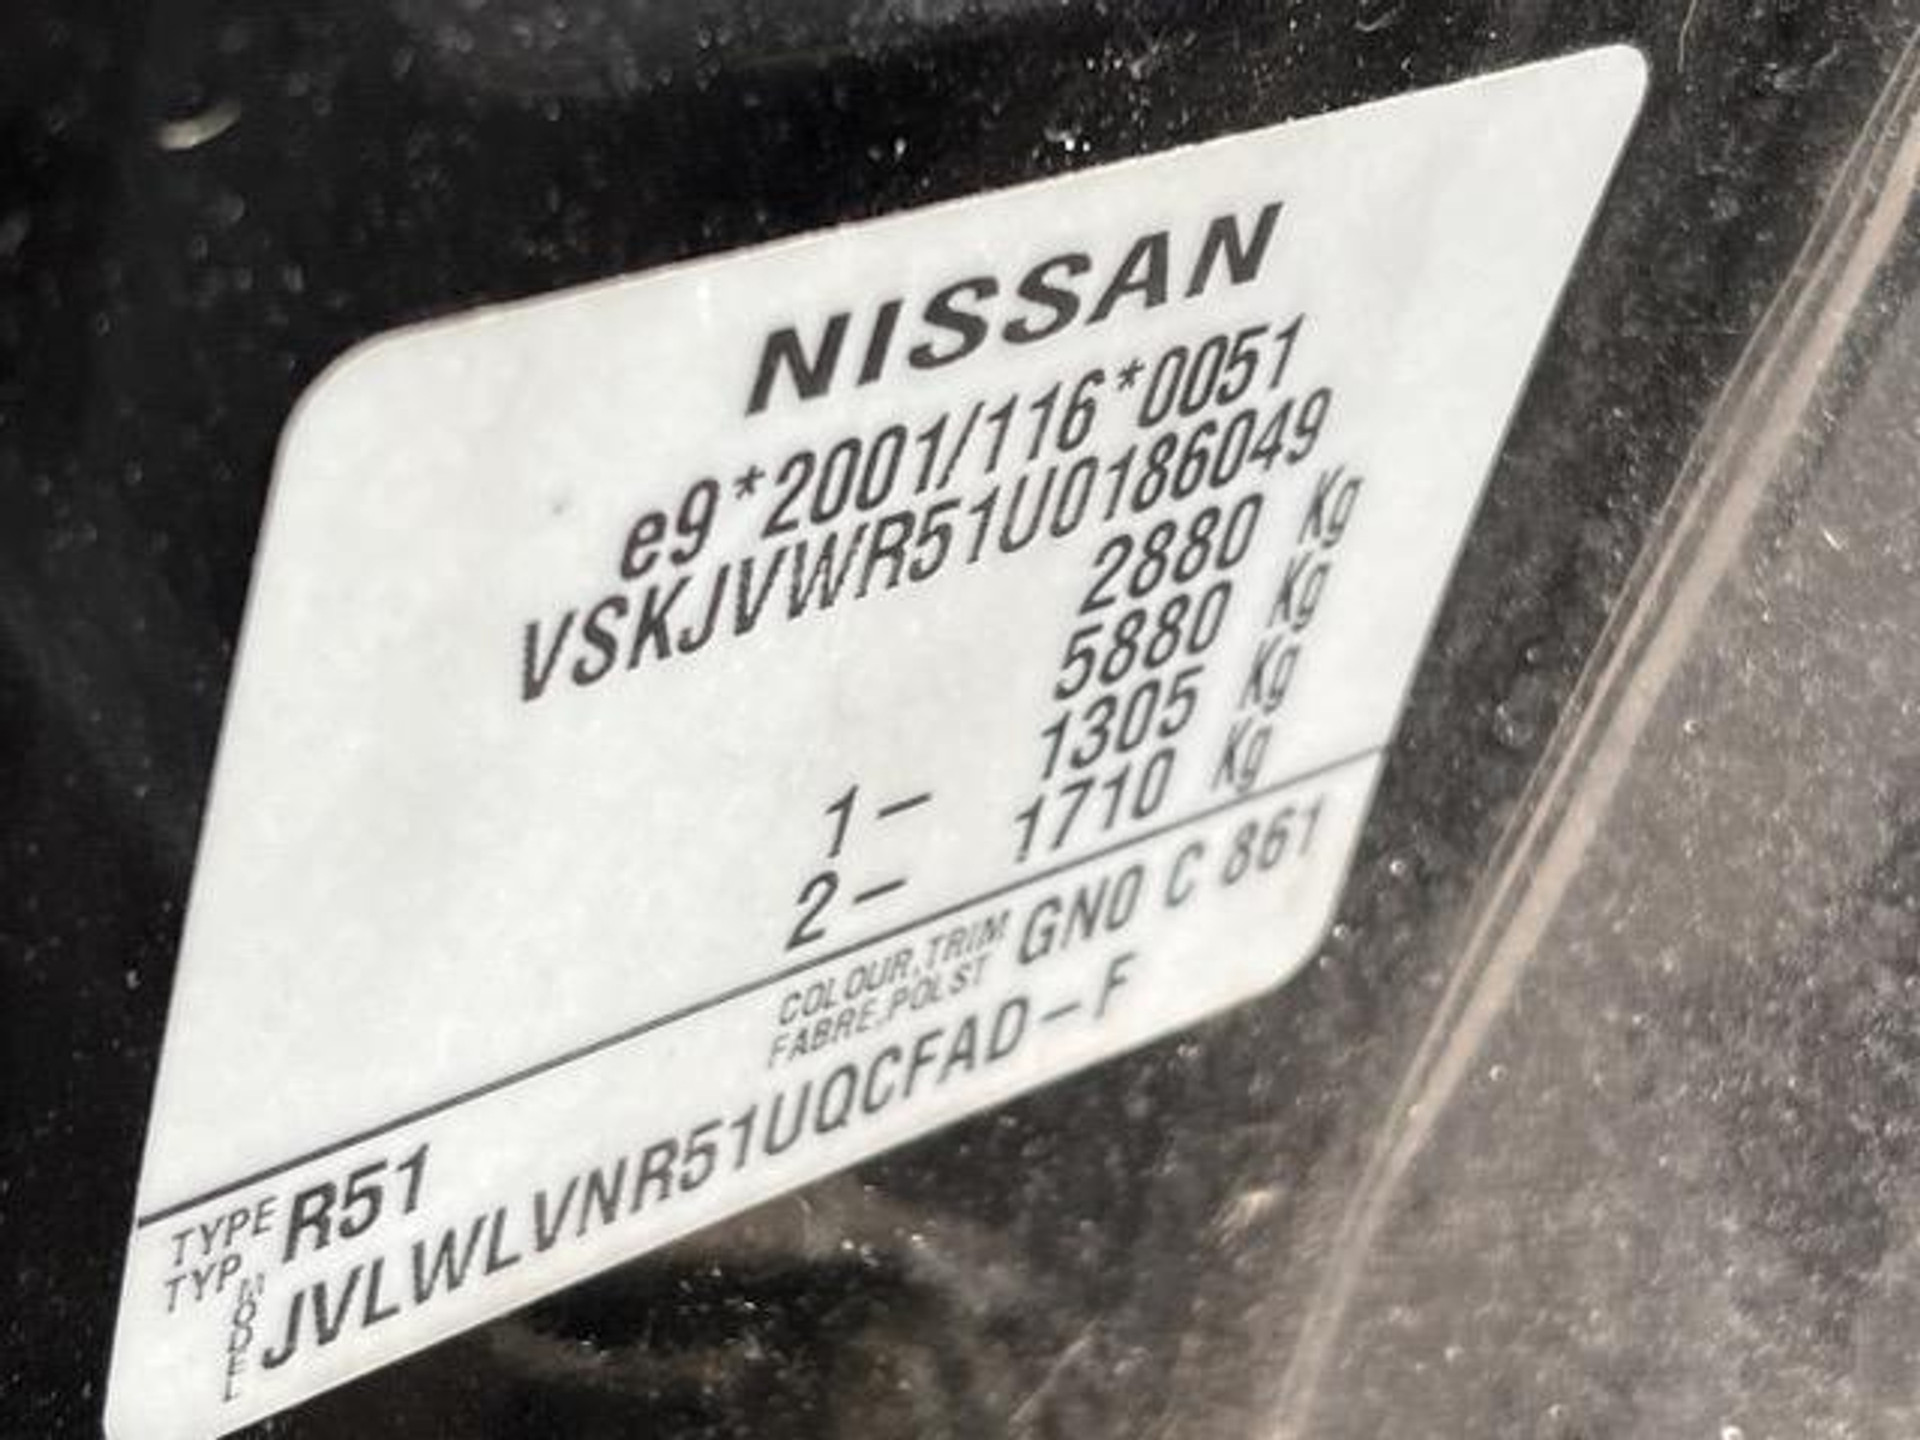 NISSAN
e9*2001/116*0051
VSKJVWR51U0186049
2880 Kg
5880 Kg
1- 1305 Kg
2- 1710 Kg
COLOUR,TRIM GN0 C 861
FABRE,POLST
TYPE R51
TYP
MODELE JVLWLVNR51UQCFAD-F